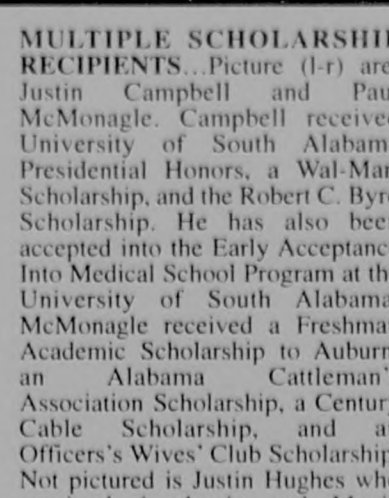 MULTIPLE SCHOLARSHI
RECIPIENTS...Picture (l-r) are
Justin Campbell and Pau
McMonagle. Campbell received
University of South Alabam
Presidential Honors, a Wal-Mar
Scholarship, and the Robert C. Byr
Scholarship. He has also bee
accepted into the Early Acceptanc
Into Medical School Program at th
University of South Alabama
McMonagle received a Freshma
Academic Scholarship to Auburn
an Alabama Cattleman'
Association Scholarship, a Centur
Cable Scholarship, and a
Officers's Wives' Club Scholarship
Not pictured is Justin Hughes wh